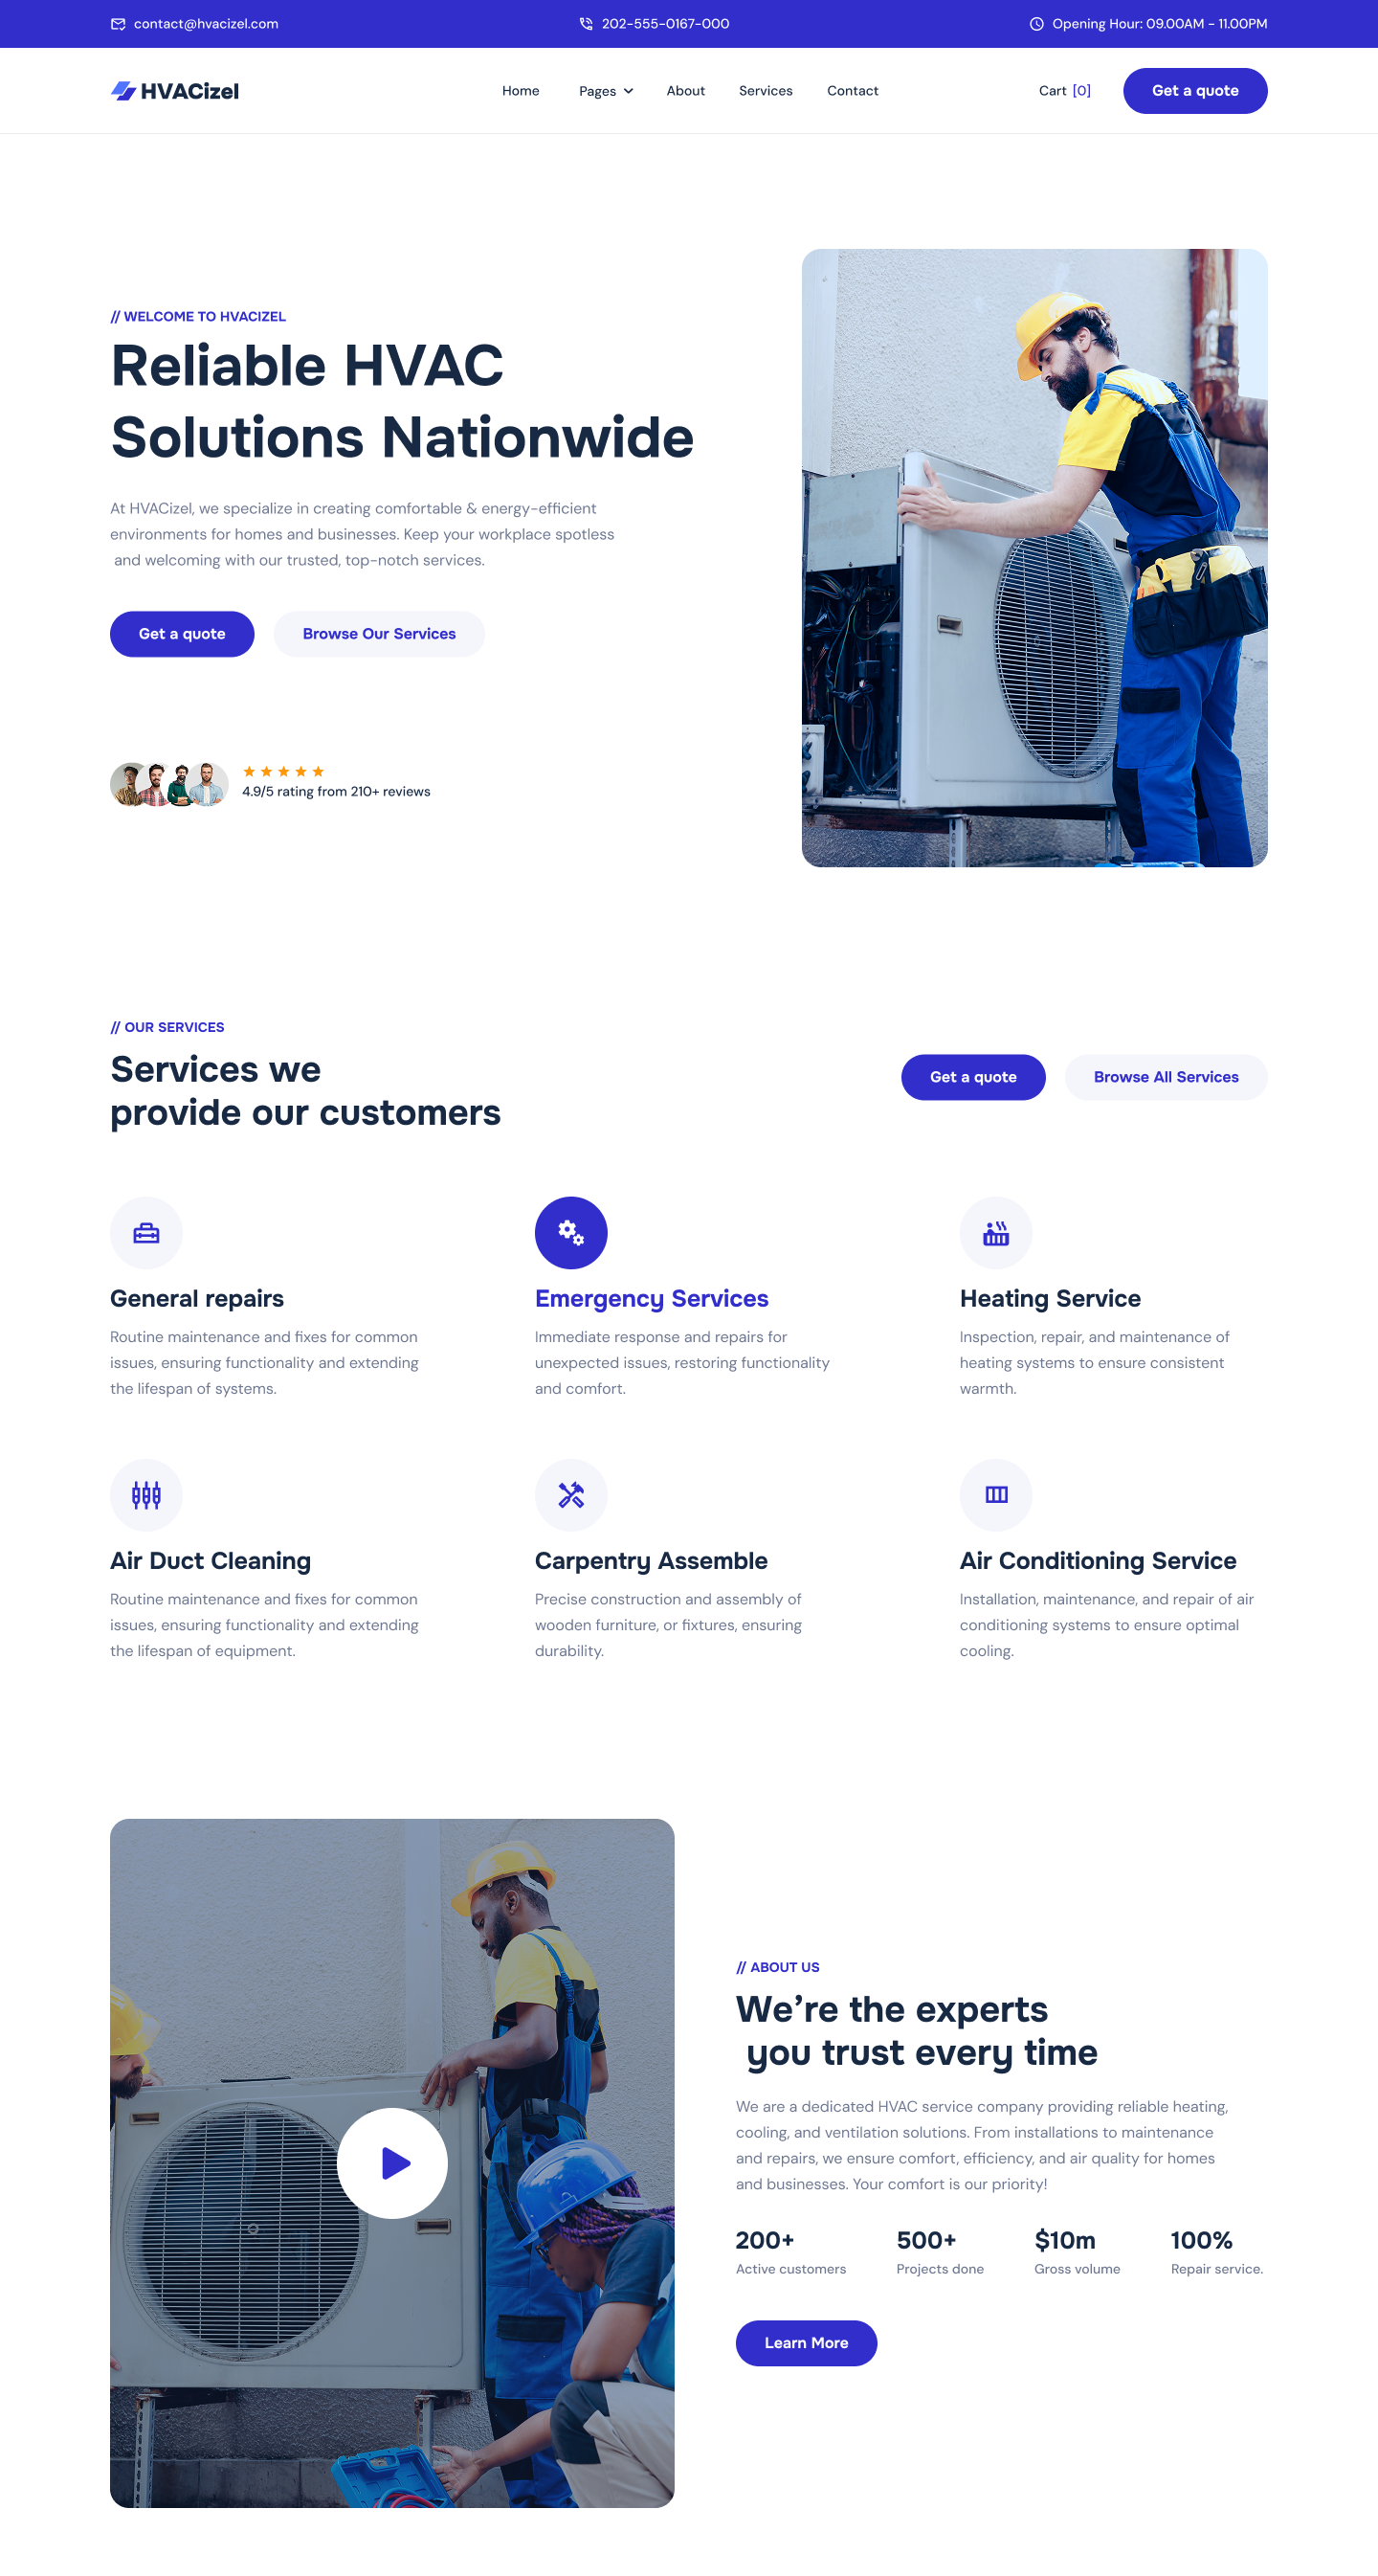 contact@hvacizel.com
202-555-0167-000
Opening Hour: 09.00AM - 11.00PM
HVACizel
Home
Pages
About
Services
Contact
Cart [0]
Get a quote
// WELCOME TO HVACIZEL
Reliable HVAC
Solutions Nationwide
At HVACizel, we specialize in creating comfortable & energy-efficient
environments for homes and businesses. Keep your workplace spotless
and welcoming with our trusted, top-notch services.
Get a quote
Browse Our Services
4.9/5 rating from 210+ reviews
// OUR SERVICES
Services we
provide our customers
Get a quote
Browse All Services
General repairs
Routine maintenance and fixes for common
issues, ensuring functionality and extending
the lifespan of systems.
Emergency Services
Immediate response and repairs for
unexpected issues, restoring functionality
and comfort.
Heating Service
Inspection, repair, and maintenance of
heating systems to ensure consistent
warmth.
Air Duct Cleaning
Routine maintenance and fixes for common
issues, ensuring functionality and extending
the lifespan of equipment.
Carpentry Assemble
Precise construction and assembly of
wooden furniture, or fixtures, ensuring
durability.
Air Conditioning Service
Installation, maintenance, and repair of air
conditioning systems to ensure optimal
cooling.
// ABOUT US
We’re the experts
you trust every time
We are a dedicated HVAC service company providing reliable heating,
cooling, and ventilation solutions. From installations to maintenance
and repairs, we ensure comfort, efficiency, and air quality for homes
and businesses. Your comfort is our priority!
200+
Active customers
500+
Projects done
$10m
Gross volume
100%
Repair service.
Learn More